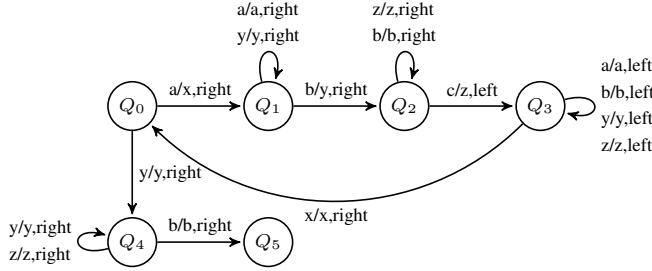 a/a,right
y/y,right
z/z,right
b/b,right
a/a,left
b/b,left
y/y,left
z/z,left
Q0
a/x,right
Q1
b/y,right
Q2
c/z,left
Q3
y/y,right
x/x,right
y/y,right
z/z,right
Q4
b/b,right
Q5